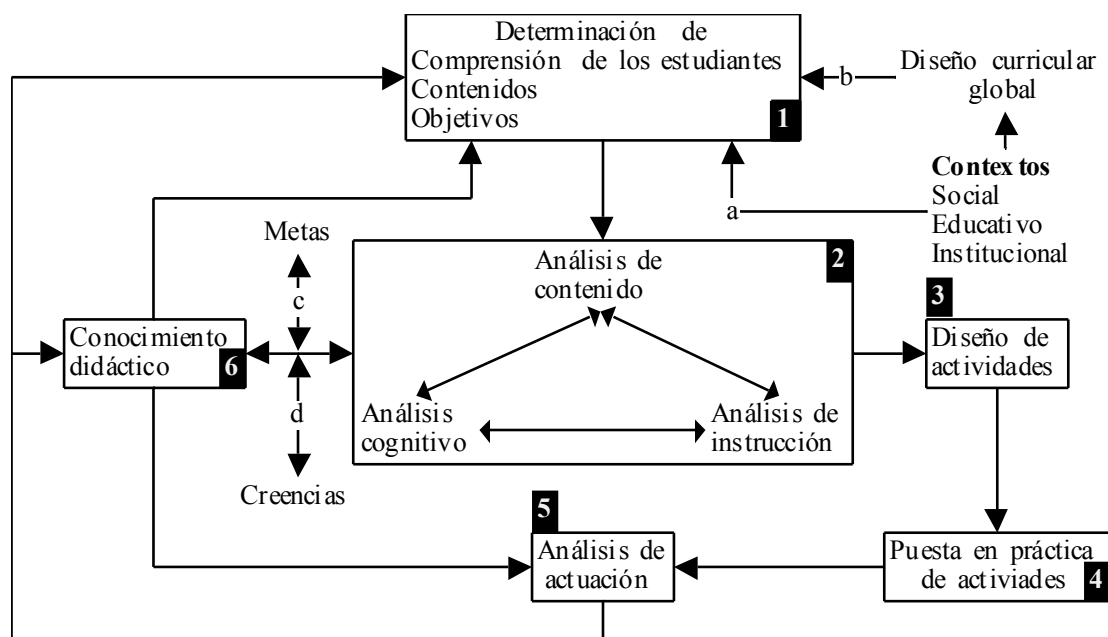 Determinación de
Comprensión de los estudiantes
Contenidos
Objetivos
1
b
Diseño curricular
global
Contextos
Social
Educativo
Institucional
a
Metas
c
2
Análisis de
contenido
Análisis
cognitivo
Análisis de
instrucción
3
Diseño de
actividades
Conocimiento
didáctico
6
d
Creencias
5
Análisis de
actuación
Puesta en práctica
de activiades
4